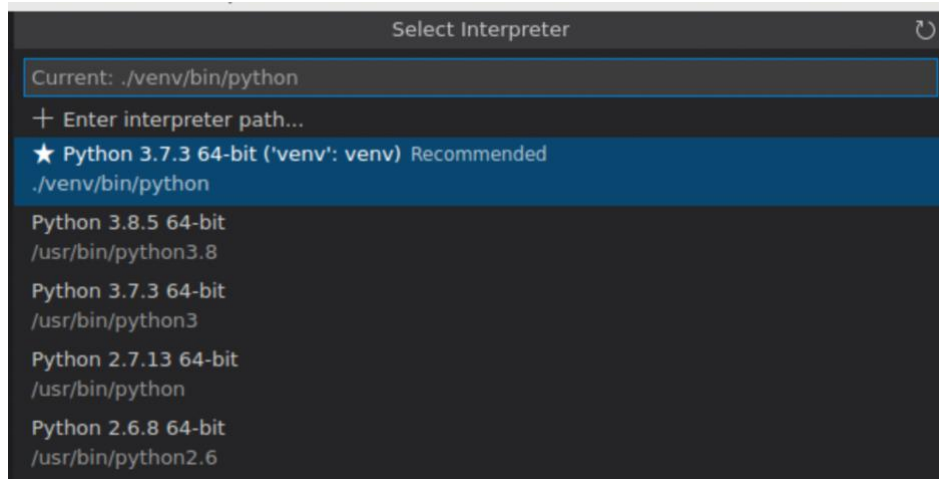 Select Interpreter
Current: ./venv/bin/python
+ Enter interpreter path...
★ Python 3.7.3 64-bit ('venv': venv) Recommended
./venv/bin/python
Python 3.8.5 64-bit
/usr/bin/python3.8
Python 3.7.3 64-bit
/usr/bin/python3
Python 2.7.13 64-bit
/usr/bin/python
Python 2.6.8 64-bit
/usr/bin/python2.6